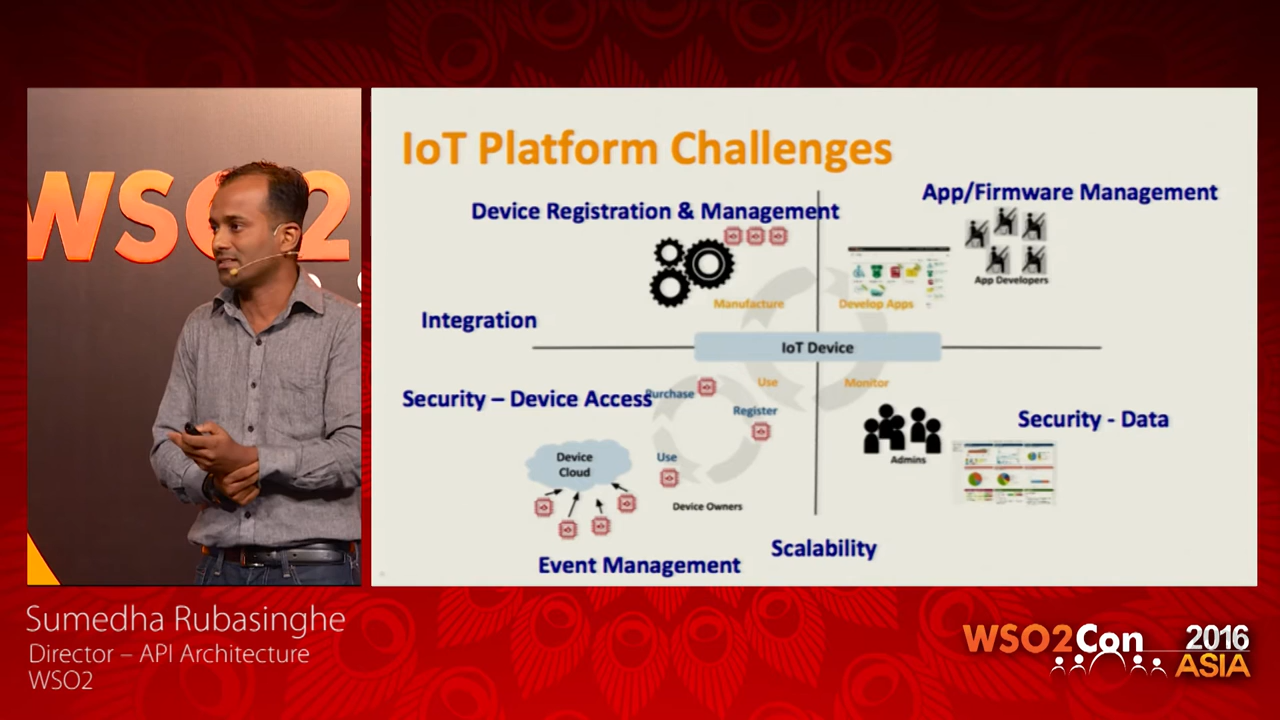 WSO2
IoT Platform Challenges
App/Firmware Management
Device Registration & Management
App Developers
Manufacture
Develop Apps
Integration
IoT Device
Use
Monitor
Purchase
Security – Device Access
Register
Security - Data
Device
Cloud
Use
Admins
Device Owners
Scalability
Event Management
Sumedha Rubasinghe
Director – API Architecture
WSO2
WSO2Con 2016
ASIA